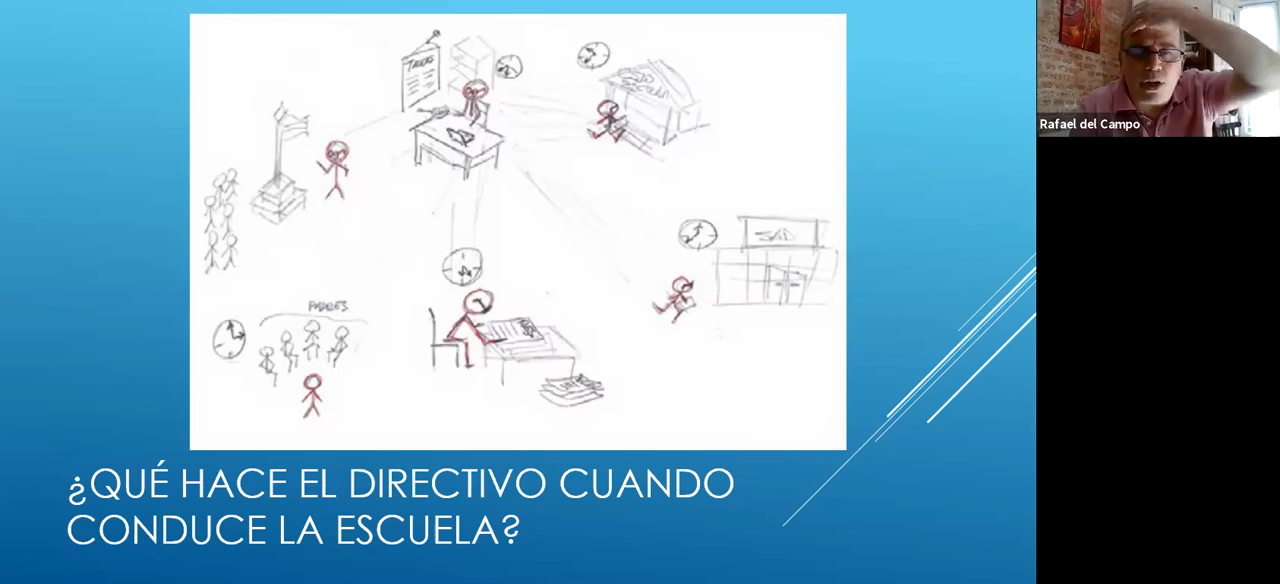 TAREAS
PADRES
¿QUÉ HACE EL DIRECTIVO CUANDO
CONDUCE LA ESCUELA?
Rafael del Campo